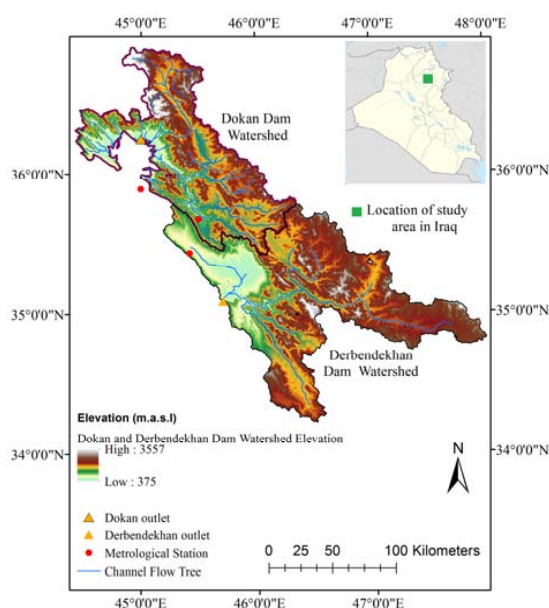 45°0'0"E 46°0'0"E 47°0'0"E 48°0'0"E
Dokan Dam
Watershed
36°0'0"N
36°0'0"N
Location of study
area in Iraq
35°0'0"N
35°0'0"N
Derbendekhan
Dam Watershed
Elevation (m.a.s.l)
Dokan and Derbendekhan Dam Watershed Elevation
High : 3557
Low : 375
34°0'0"N
34°0'0"N
N
Dokan outlet
Derbendekhan outlet
Metrological Station
Channel Flow Tree
0 25 50 100 Kilometers
45°0'0"E 46°0'0"E 47°0'0"E